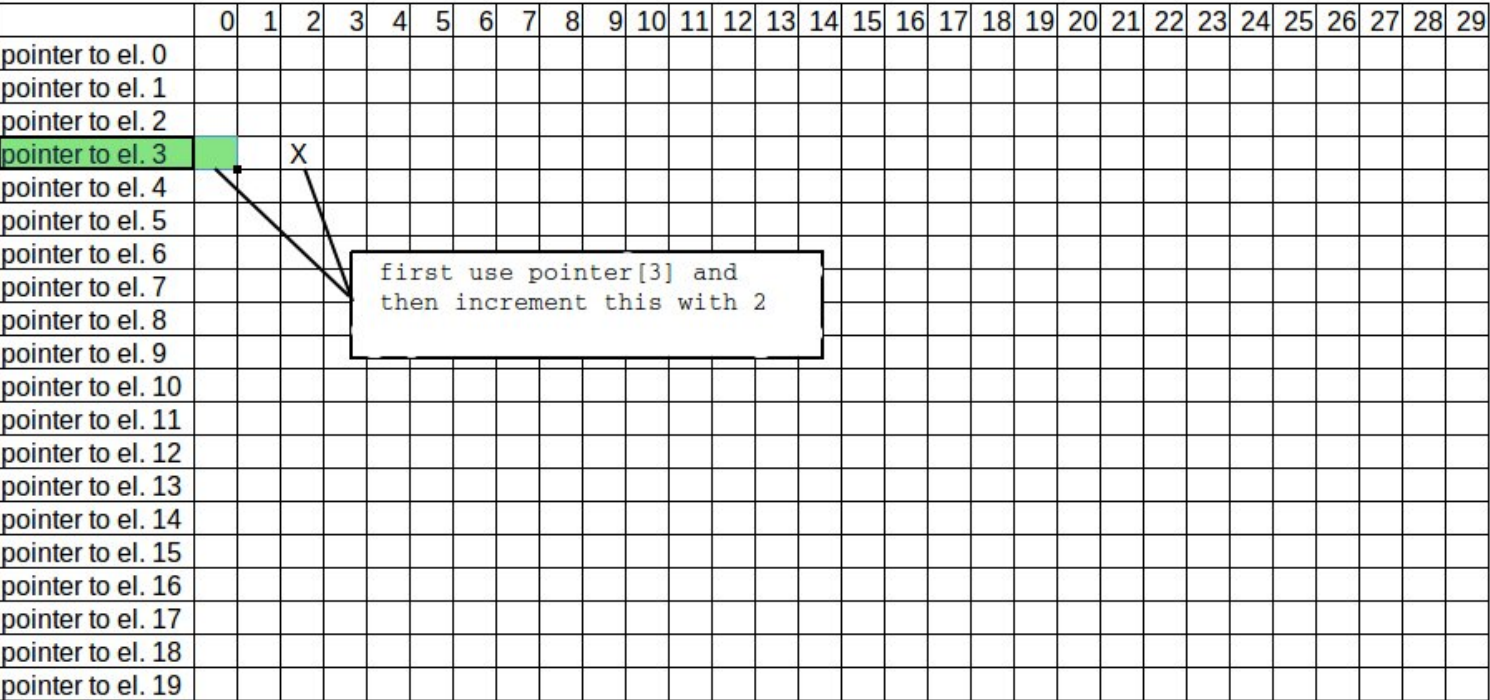 0 1 2 3 4 5 6 7 8 9 10 11 12 13 14 15 16 17 18 19 20 21 22 23 24 25 26 27 28 29
pointer to el. 0
pointer to el. 1
pointer to el. 2
pointer to el. 3 X
pointer to el. 4
pointer to el. 5
pointer to el. 6
first use pointer[3] and
pointer to el. 7
then increment this with 2
pointer to el. 8
pointer to el. 9
pointer to el. 10
pointer to el. 11
pointer to el. 12
pointer to el. 13
pointer to el. 14
pointer to el. 15
pointer to el. 16
pointer to el. 17
pointer to el. 18
pointer to el. 19